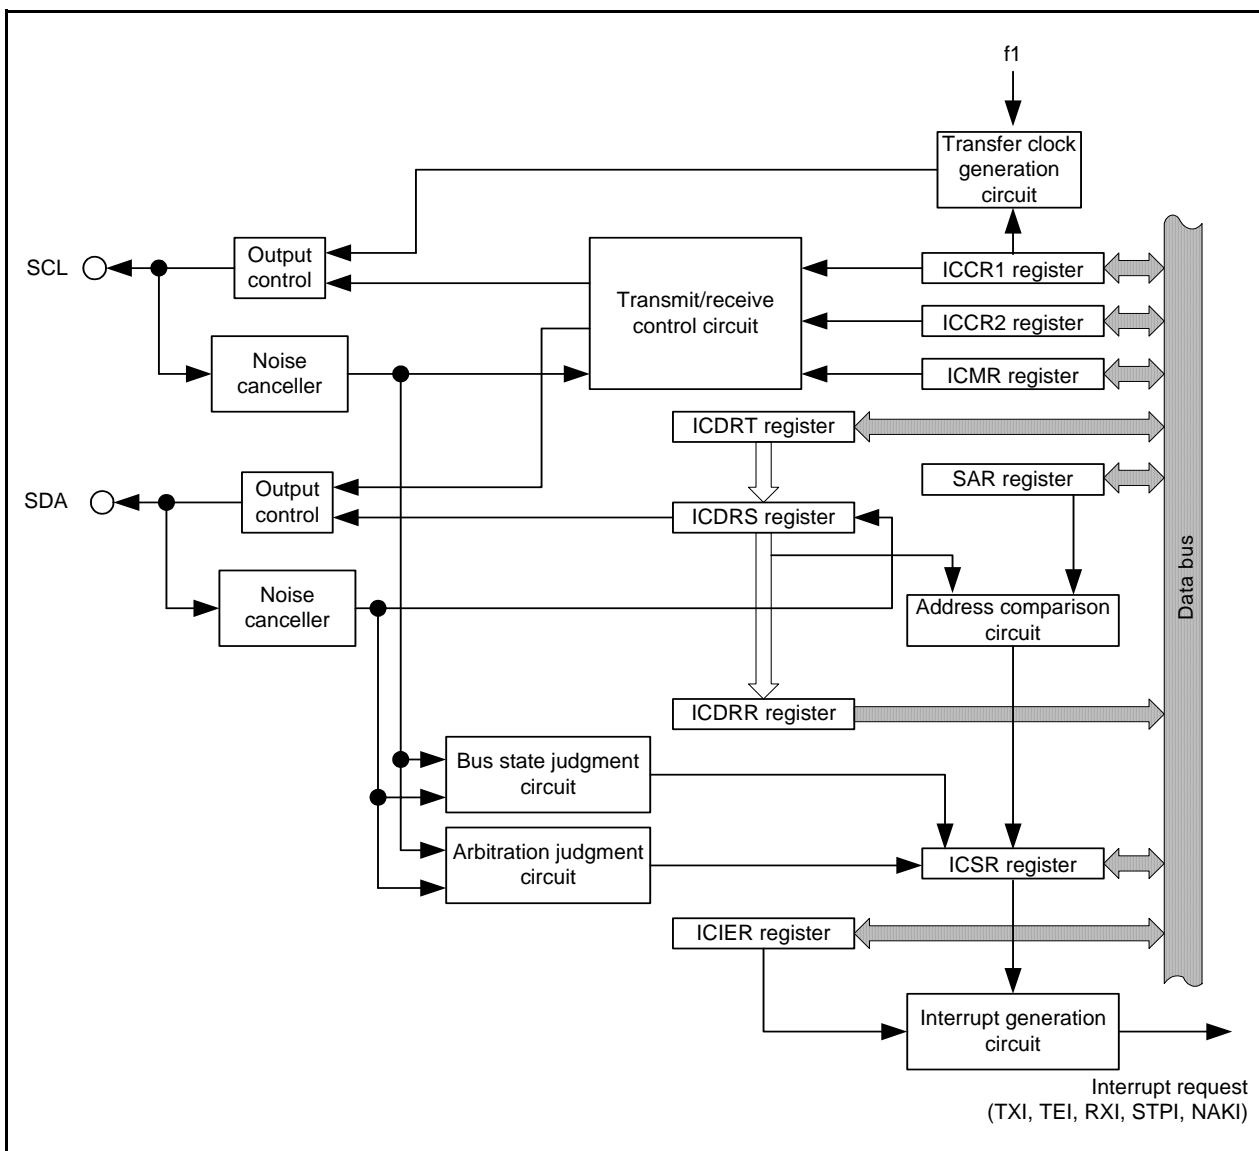 f1
Transfer clock
generation
circuit
SCL
Output
control
Transmit/receive
control circuit
ICCR1 register
ICCR2 register
ICMR register
Noise
canceller
ICDRT register
SAR register
SDA
Output
control
ICDRS register
Data bus
Noise
canceller
Address comparison
circuit
ICDRR register
Bus state judgment
circuit
Arbitration judgment
circuit
ICSR register
ICIER register
Interrupt generation
circuit
Interrupt request
(TXI, TEI, RXI, STPI, NAKI)